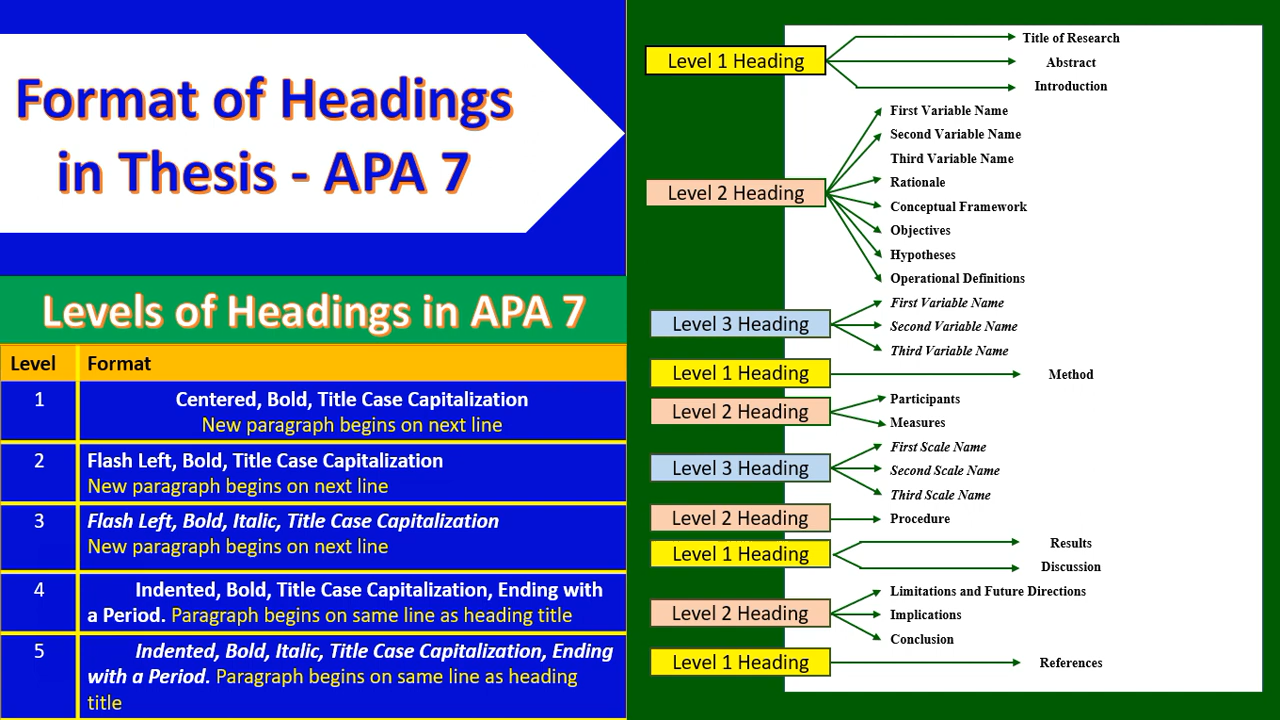 Format of Headings
in Thesis - APA 7
Levels of Headings in APA 7
Level Format
1 Centered, Bold, Title Case Capitalization
New paragraph begins on next line
2 Flash Left, Bold, Title Case Capitalization
New paragraph begins on next line
3 Flash Left, Bold, Italic, Title Case Capitalization
New paragraph begins on next line
4 Indented, Bold, Title Case Capitalization, Ending with
a Period. Paragraph begins on same line as heading title
5 Indented, Bold, Italic, Title Case Capitalization, Ending
with a Period. Paragraph begins on same line as heading
title
Level 1 Heading
Title of Research
Abstract
Introduction
Level 2 Heading
First Variable Name
Second Variable Name
Third Variable Name
Rationale
Conceptual Framework
Objectives
Hypotheses
Operational Definitions
Level 3 Heading
First Variable Name
Second Variable Name
Third Variable Name
Level 1 Heading
Method
Level 2 Heading
Participants
Measures
Level 3 Heading
First Scale Name
Second Scale Name
Third Scale Name
Level 2 Heading
Procedure
Level 1 Heading
Results
Discussion
Level 2 Heading
Limitations and Future Directions
Implications
Conclusion
Level 1 Heading
References